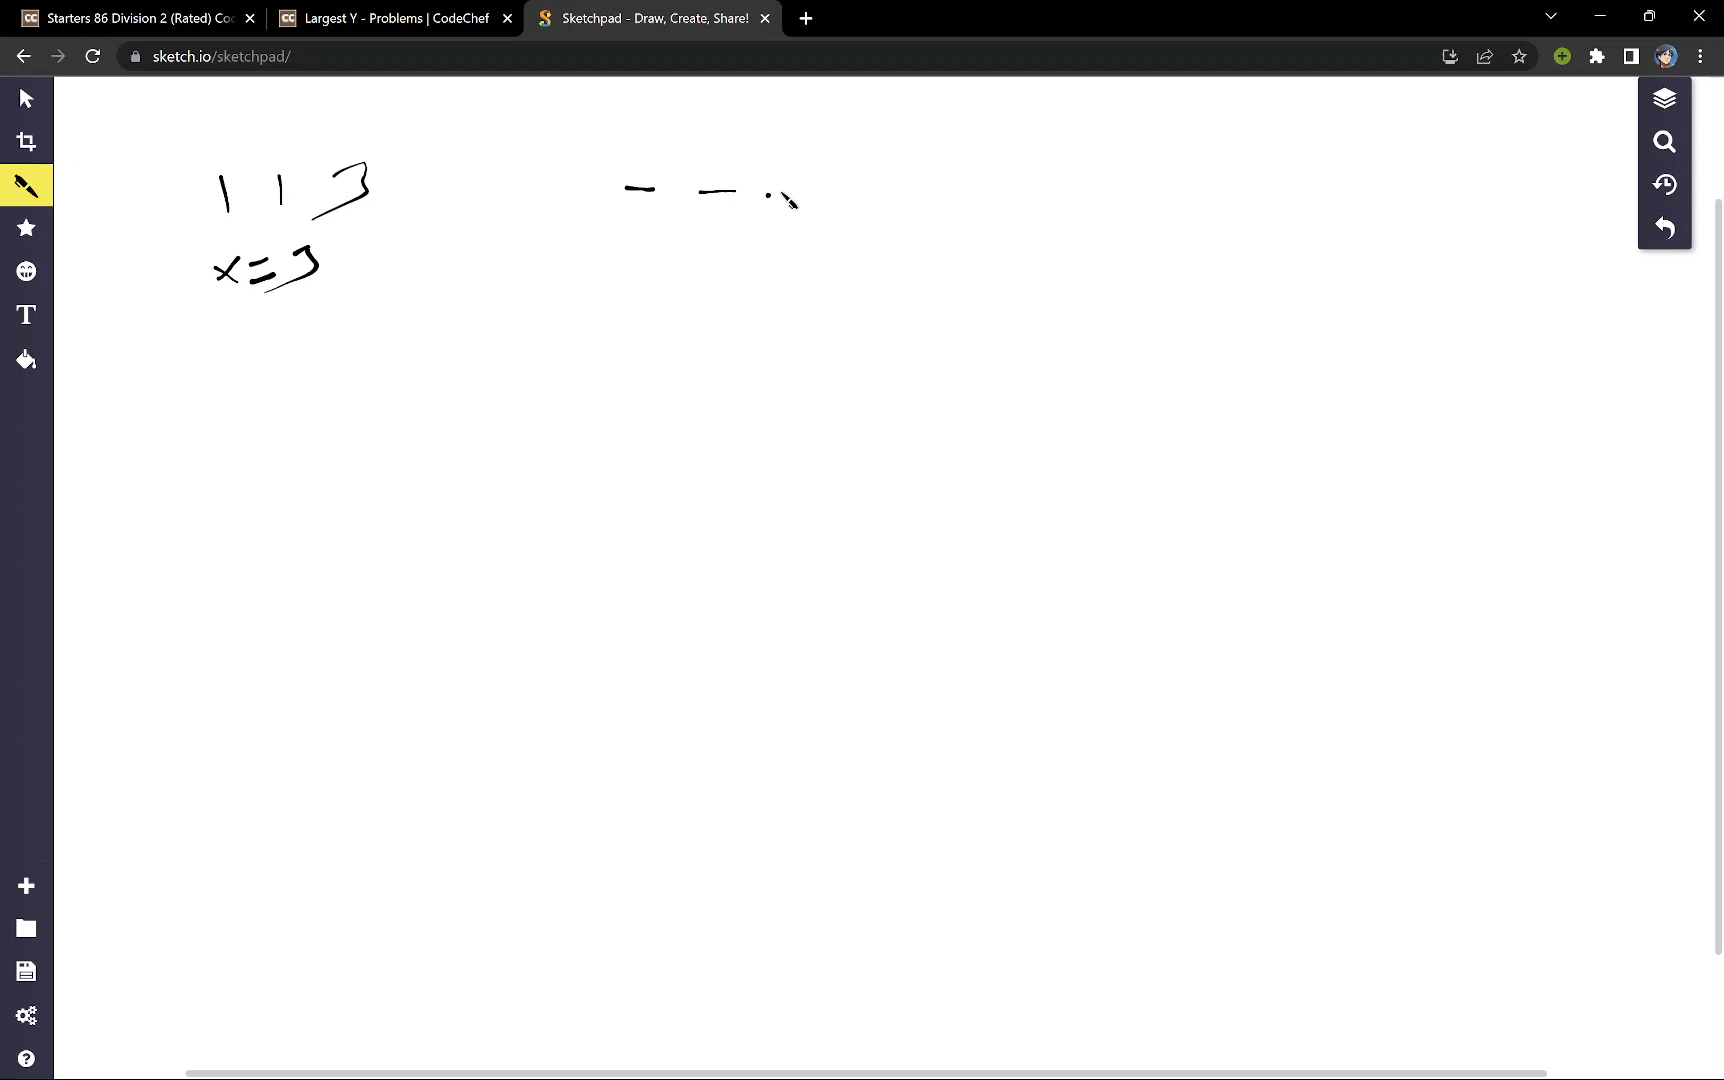 Starters 86 Division 2 (Rated) Co
Largest Y - Problems | CodeChef
Sketchpad - Draw, Create, Share!
sketch.io/sketchpad/
1 1 3
— — .
x=3
T